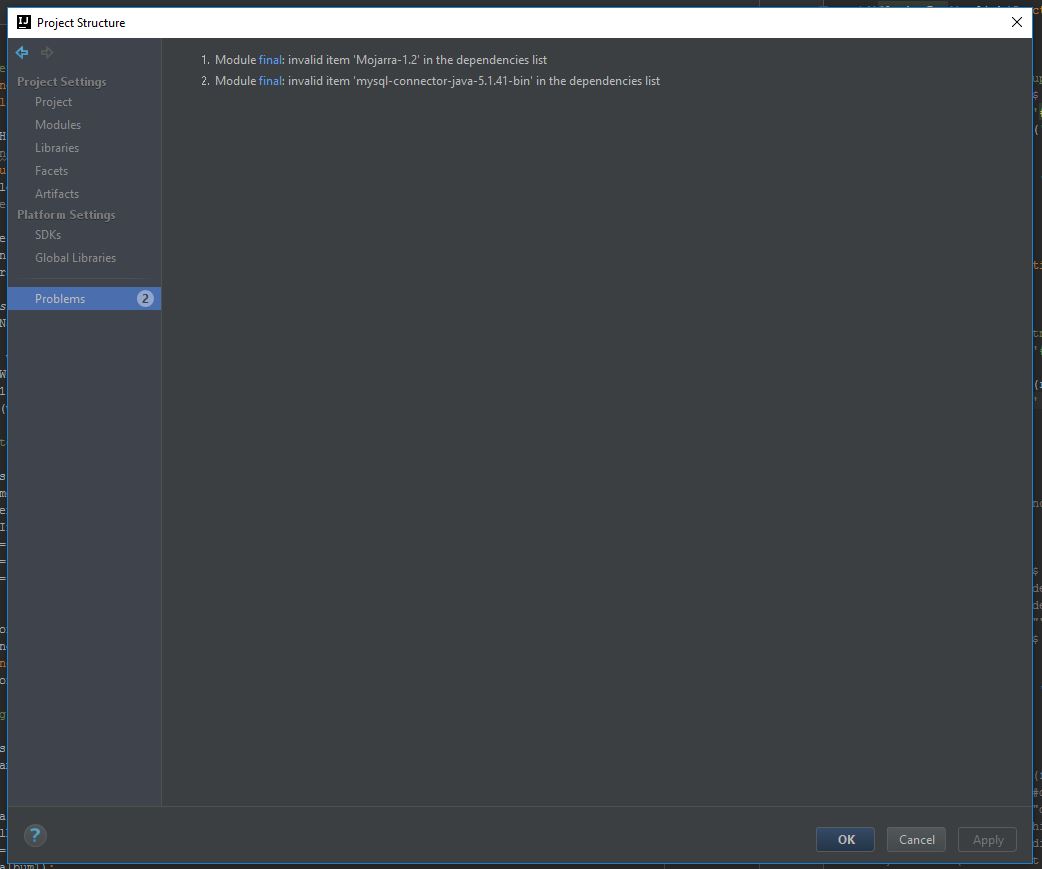 Project Structure
Project Settings
Project
Modules
Libraries
Facets
Artifacts
Platform Settings
SDKs
Global Libraries
Problems 2
1. Module final: invalid item 'Mojarra-1.2' in the dependencies list
2. Module final: invalid item 'mysql-connector-java-5.1.41-bin' in the dependencies list
?
OK Cancel Apply